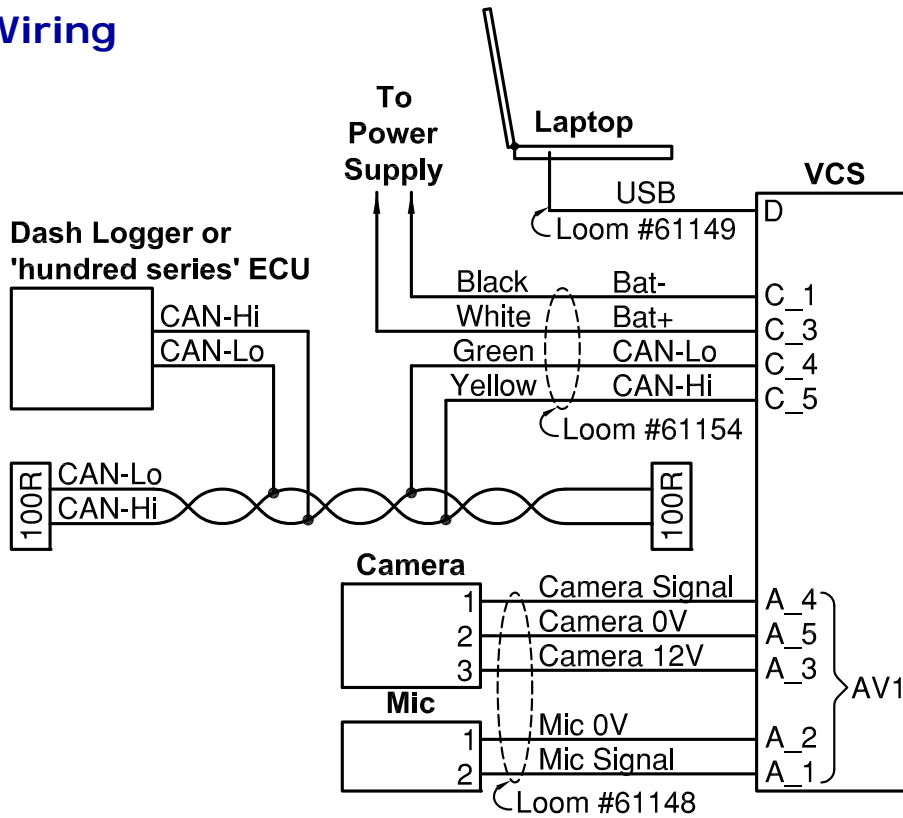 Wiring
To
Power
Supply
Laptop
VCS
USB
D
Loom #61149
Dash Logger or
'hundred series' ECU
CAN-Hi
CAN-Lo
Black Bat- C_1
White Bat+ C_3
Green CAN-Lo C_4
Yellow CAN-Hi C_5
Loom #61154
100R
CAN-Lo
CAN-Hi
100R
Camera
1 Camera Signal A_4
2 Camera 0V A_5
3 Camera 12V A_3
AV1
Mic
1 Mic 0V A_2
2 Mic Signal A_1
Loom #61148